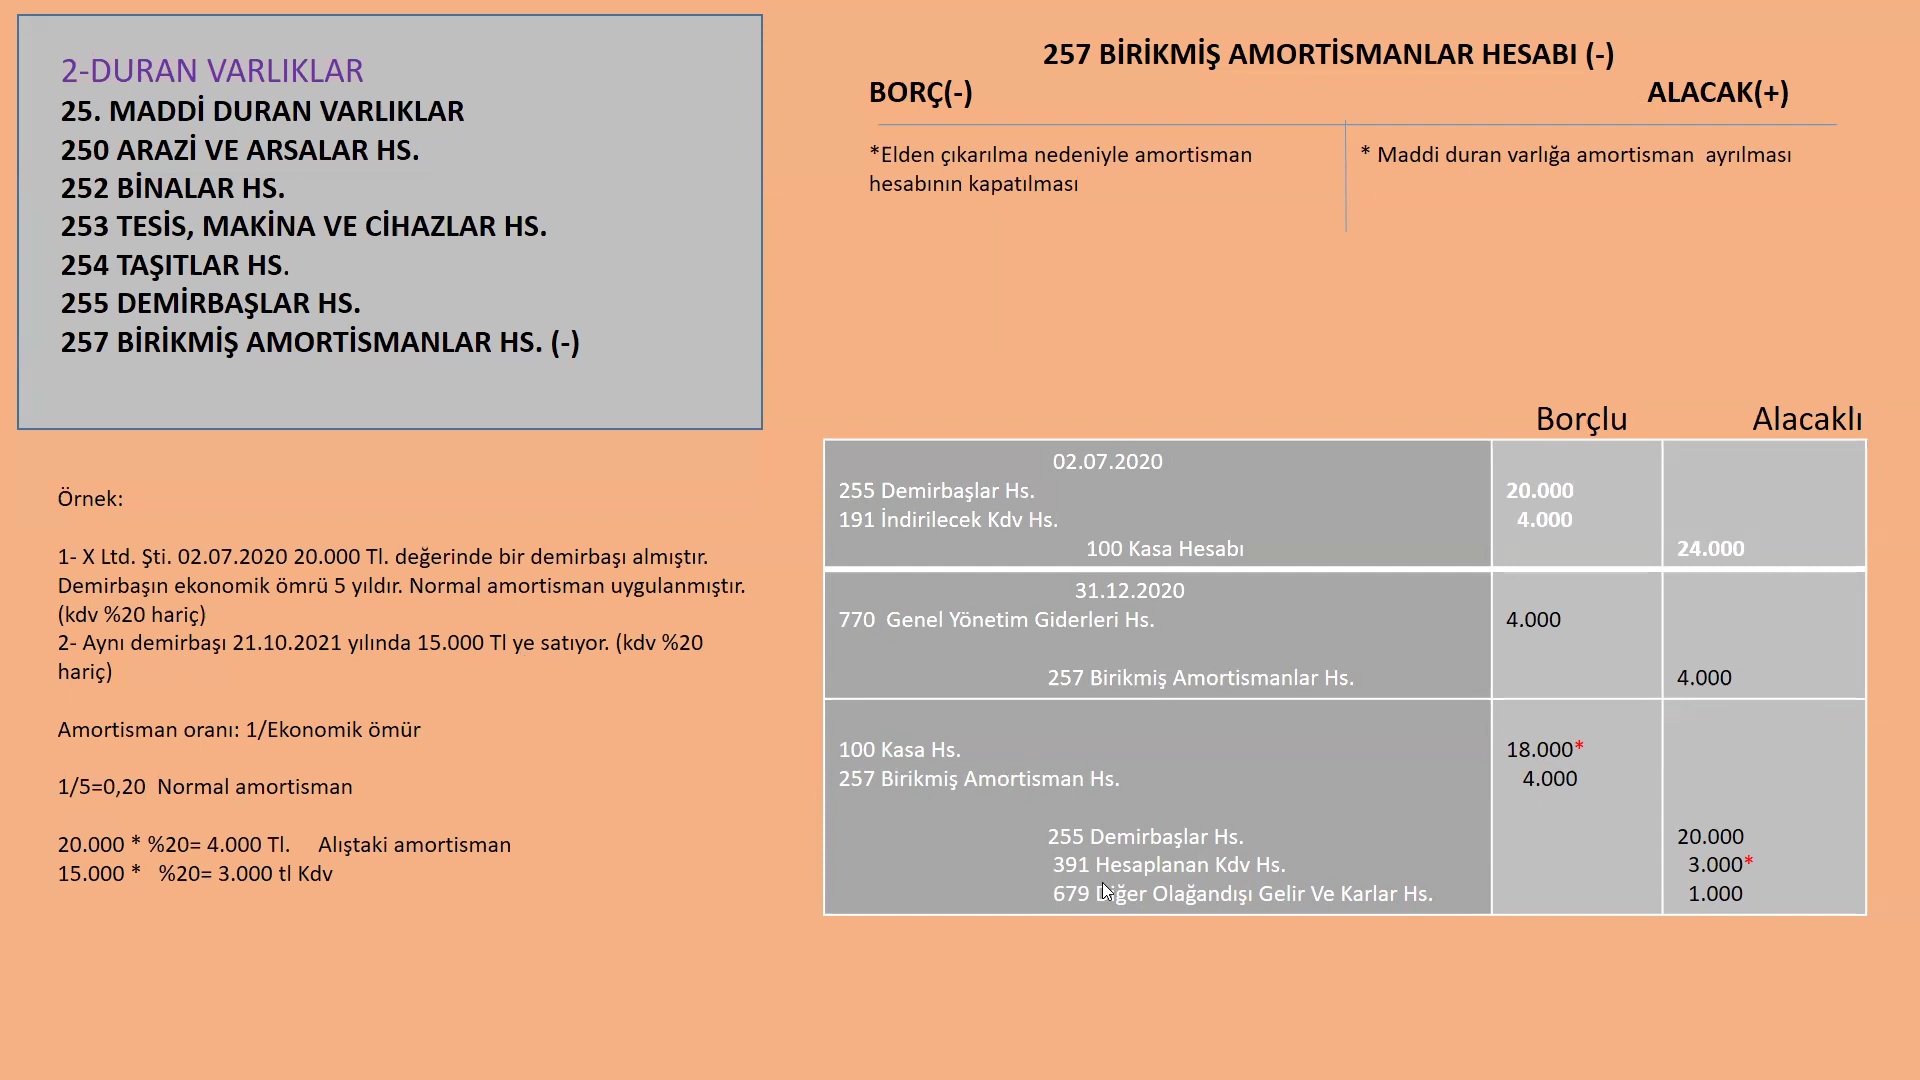 2-DURAN VARLIKLAR
25. MADDİ DURAN VARLIKLAR
250 ARAZİ VE ARSALAR HS.
252 BİNALAR HS.
253 TESİS, MAKİNA VE CİHAZLAR HS.
254 TAŞITLAR HS.
255 DEMİRBAŞLAR HS.
257 BİRİKMİŞ AMORTİSMANLAR HS. (-)
257 BİRİKMİŞ AMORTİSMANLAR HESABI (-)
BORÇ(-) ALACAK(+)
*Elden çıkarılma nedeniyle amortisman
hesabının kapatılması
* Maddi duran varlığa amortisman ayrılması
Örnek:
1- X Ltd. Şti. 02.07.2020 20.000 Tl. değerinde bir demirbaşı almıştır.
Demirbaşın ekonomik ömrü 5 yıldır. Normal amortisman uygulanmıştır.
(kdv %20 hariç)
2- Aynı demirbaşı 21.10.2021 yılında 15.000 Tl ye satıyor. (kdv %20
hariç)
Amortisman oranı: 1/Ekonomik ömür
1/5=0,20 Normal amortisman
20.000 * %20= 4.000 Tl. Alıştaki amortisman
15.000 * %20= 3.000 tl Kdv
Borçlu Alacaklı
02.07.2020
255 Demirbaşlar Hs. 20.000
191 İndirilecek Kdv Hs. 4.000
100 Kasa Hesabı 24.000
31.12.2020
770 Genel Yönetim Giderleri Hs. 4.000
257 Birikmiş Amortismanlar Hs. 4.000
100 Kasa Hs. 18.000*
257 Birikmiş Amortisman Hs. 4.000
255 Demirbaşlar Hs. 20.000
391 Hesaplanan Kdv Hs. 3.000*
679 Diğer Olağandışı Gelir Ve Karlar Hs. 1.000